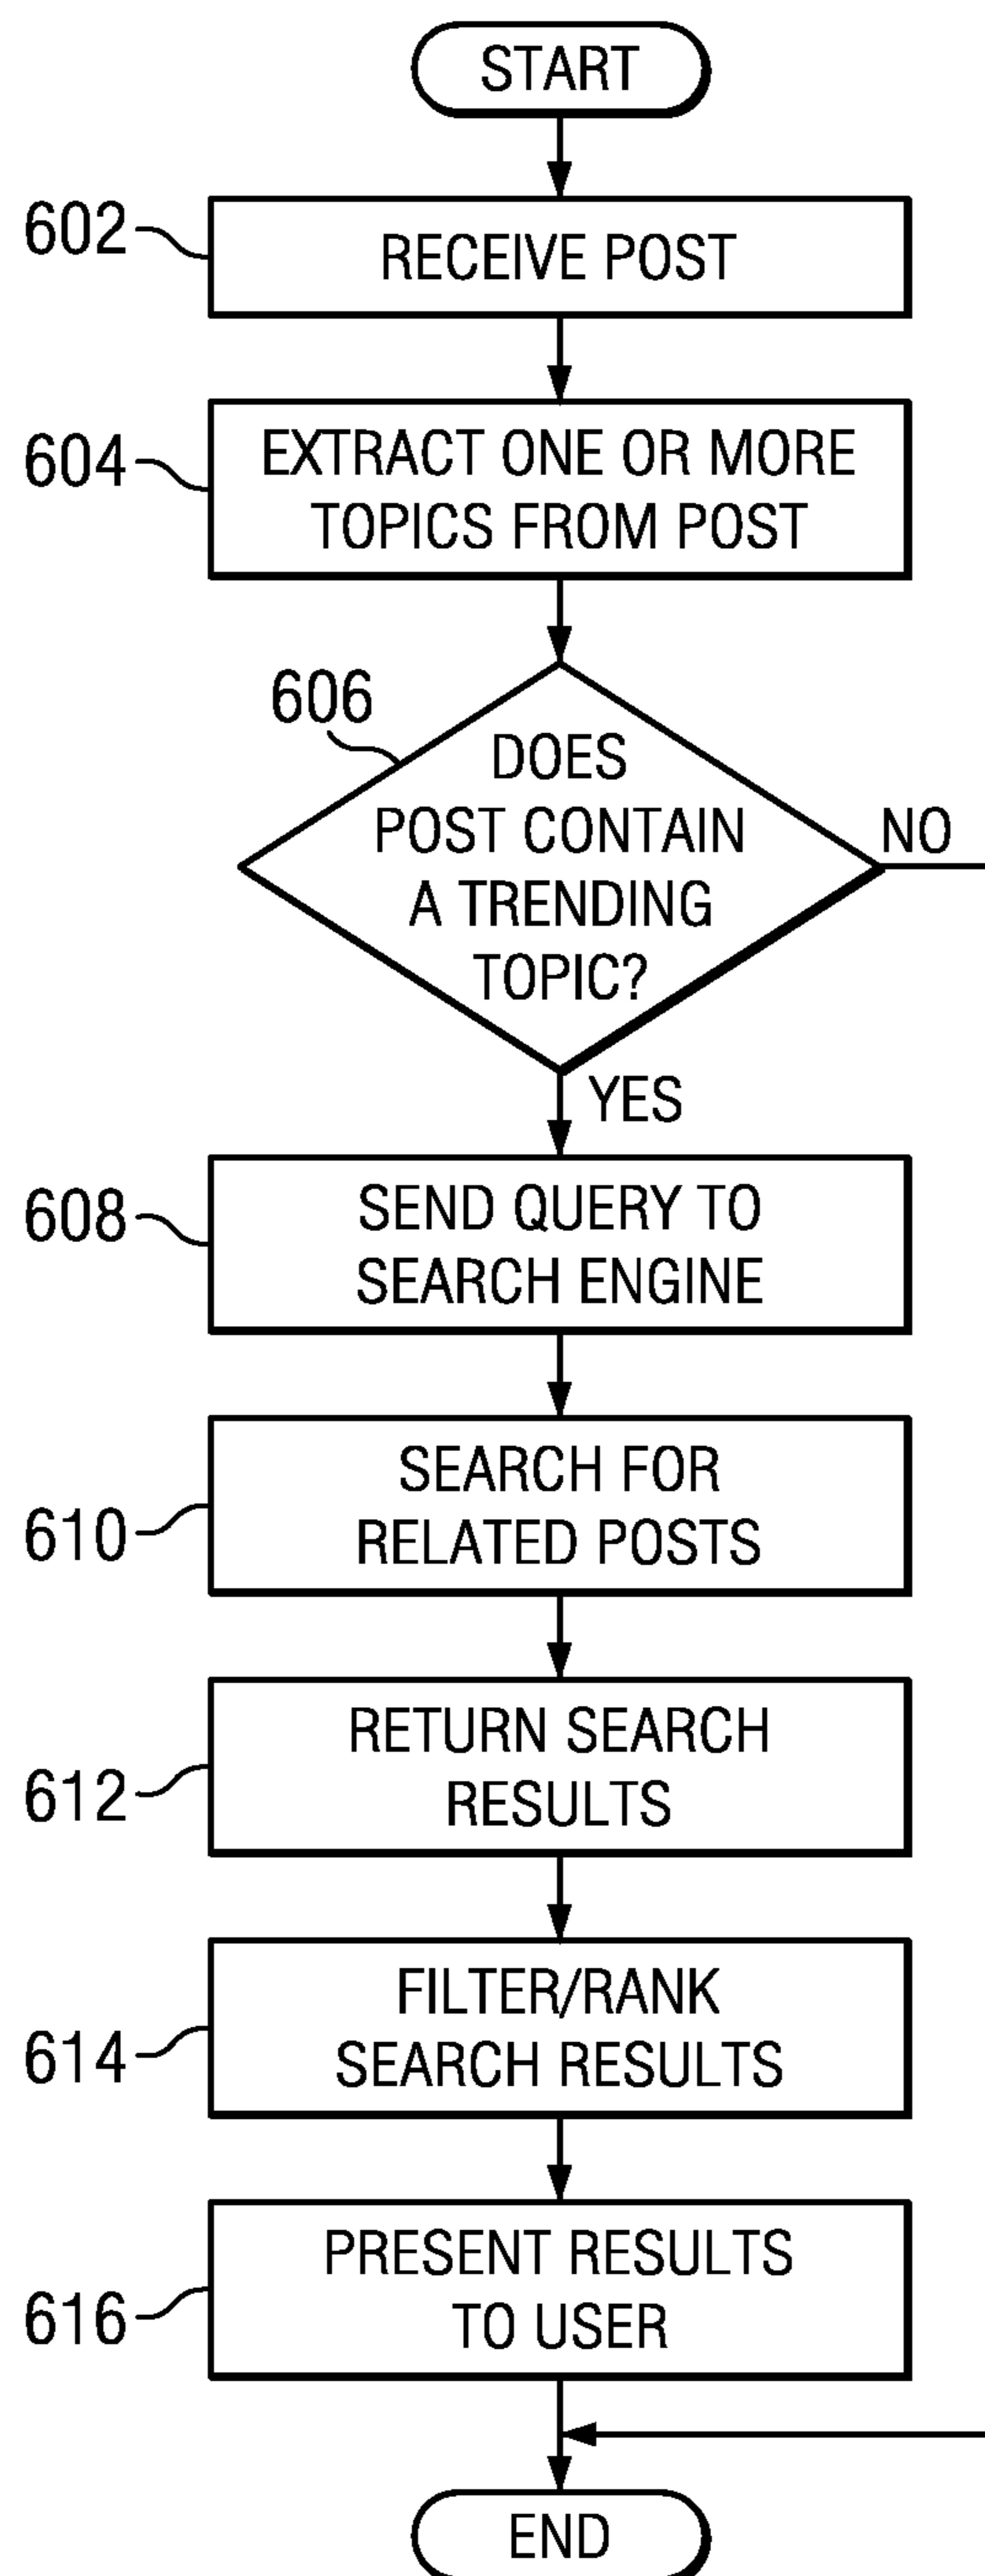 START
602
RECEIVE POST
604
EXTRACT ONE OR MORE
TOPICS FROM POST
606
DOES
POST CONTAIN
A TRENDING
TOPIC?
NO
YES
608
SEND QUERY TO
SEARCH ENGINE
610
SEARCH FOR
RELATED POSTS
612
RETURN SEARCH
RESULTS
614
FILTER/RANK
SEARCH RESULTS
616
PRESENT RESULTS
TO USER
END